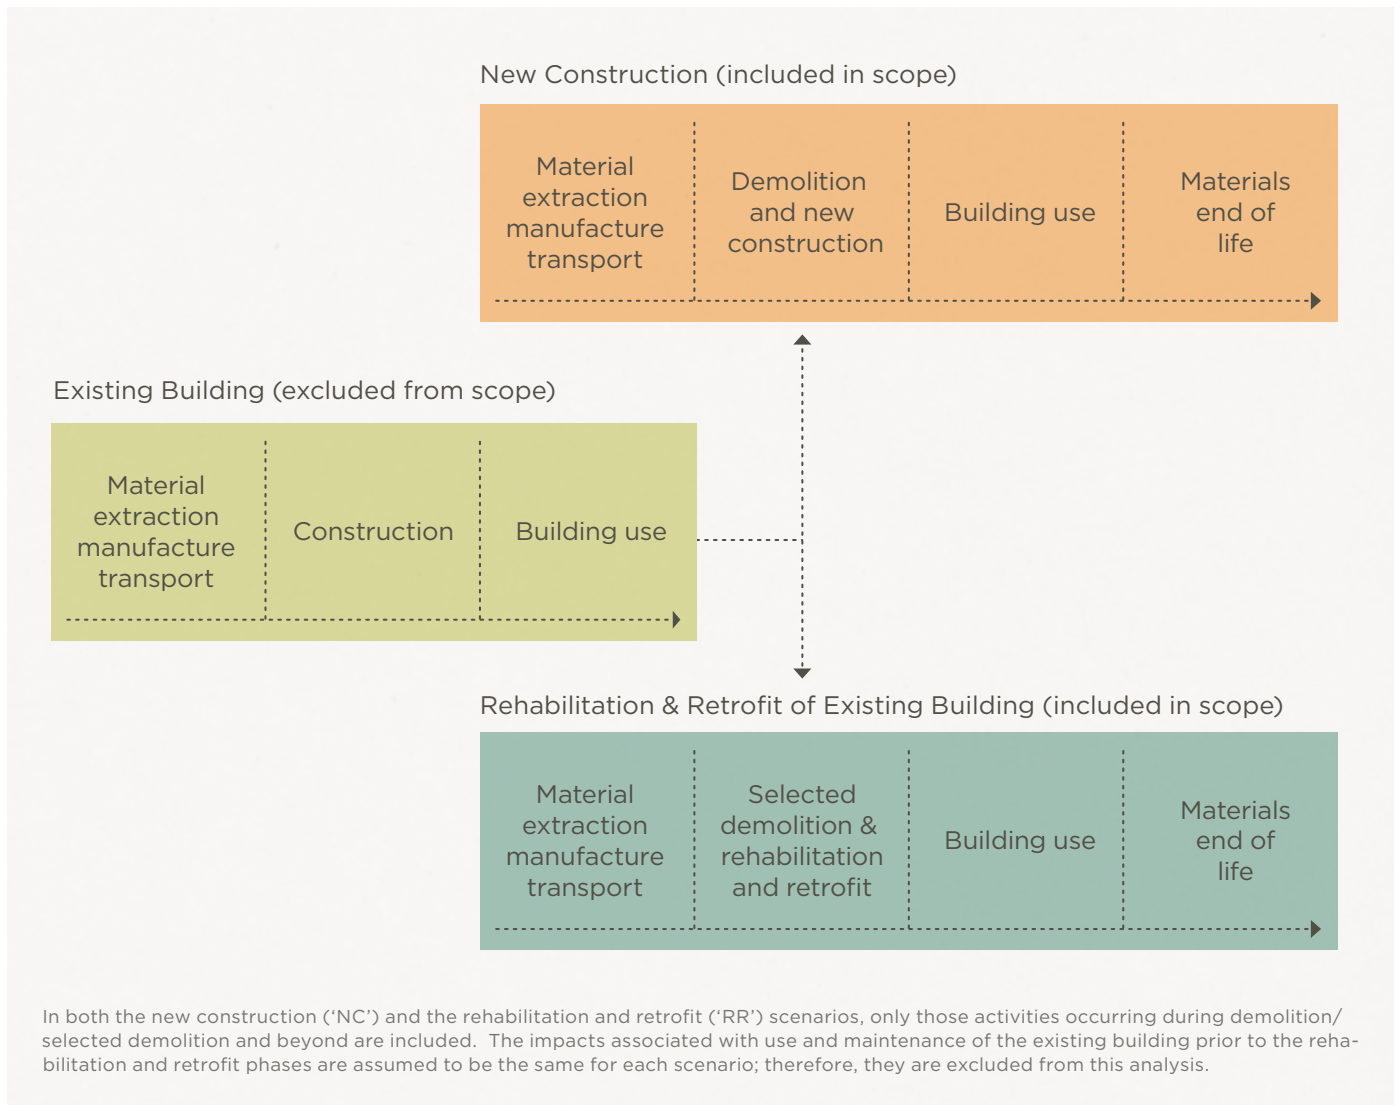 New Construction (included in scope)
Material
extraction
manufacture
transport
Demolition
and new
construction
Building use
Materials
end of
life
Existing Building (excluded from scope)
Material
extraction
manufacture
transport
Construction
Building use
Rehabilitation & Retrofit of Existing Building (included in scope)
Material
extraction
manufacture
transport
Selected
demolition &
rehabilitation
and retrofit
Building use
Materials
end of
life
In both the new construction (‘NC’) and the rehabilitation and retrofit (‘RR’) scenarios, only those activities occurring during demolition/
selected demolition and beyond are included.  The impacts associated with use and maintenance of the existing building prior to the reha-
bilitation and retrofit phases are assumed to be the same for each scenario; therefore, they are excluded from this analysis.